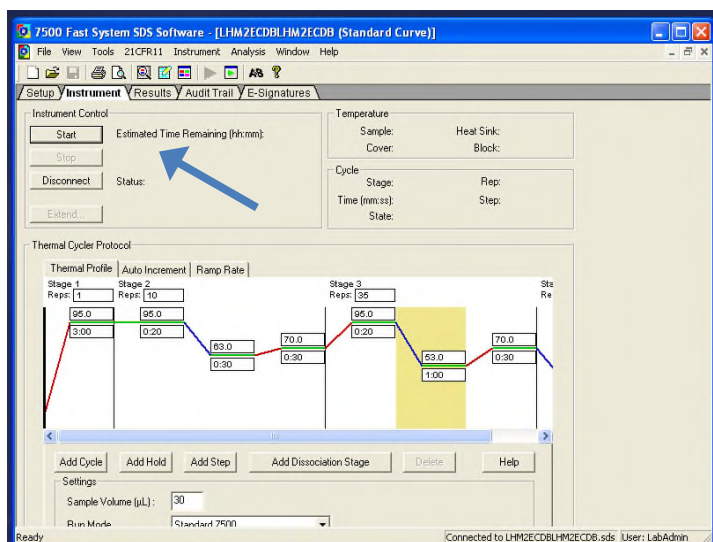 7500 Fast System SDS Software - [LHM2ECDBLHM2ECDB (Standard Curve)]
File View Tools 21CFR11 Instrument Analysis Window Help
Setup Instrument Results Audit Trail E-Signatures
Instrument Control
Start Estimated Time Remaining (hh:mm):
Stop
Disconnect Status:
Extend...
Temperature
Sample: Heat Sink:
Cover: Block:
Cycle
Stage: Rep:
Time (mm:ss): Step:
State:
Thermal Cycler Protocol
Thermal Profile Auto Increment Ramp Rate
Stage 1 Stage 2 Stage 3 Sta
Reps: 1 Reps: 10 Reps: 35 Re
95.0 95.0 95.0
3:00 0:20 0:20
63.0 70.0 53.0 70.0
0:30 0:30 1:00 0:30
Add Cycle Add Hold Add Step Add Dissociation Stage Delete Help
Settings
Sample Volume (µL) : 30
Run Mode Standard 7500
Ready Connected to LHM2ECDBLHM2ECDB.sds User: LabAdmin